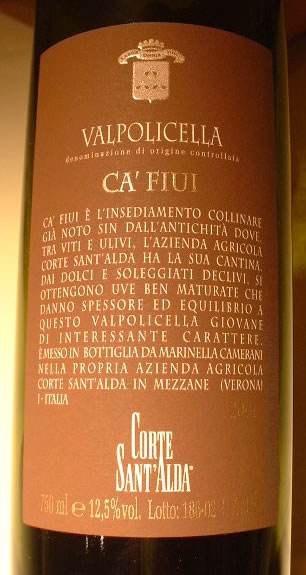 VALPOLICELLA
denominazione di origine controllata
CA' FIUI
CA' FIUI È L'INSEDIAMENTO COLLINARE
GIÀ NOTO SIN DALL'ANTICHITÀ DOVE,
TRA VITI E ULIVI, L'AZIENDA AGRICOLA
CORTE SANT'ALDA HA LA SUA CANTINA.
DAI DOLCI E SOLEGGIATI DECLIVI, SI
OTTENGONO UVE BEN MATURATE CHE
DANNO SPESSORE ED EQUILIBRIO A
QUESTO VALPOLICELLA GIOVANE
DI INTERESSANTE CARATTERE.
È MESSO IN BOTTIGLIA DA MARINELLA CAMERANI
NELLA PROPRIA AZIENDA AGRICOLA
CORTE SANT'ALDA IN MEZZANE (VERONA)
I-ITALIA
CORTE
SANT'ALDA
750 ml e 12,5% vol. Lotto: 186-02